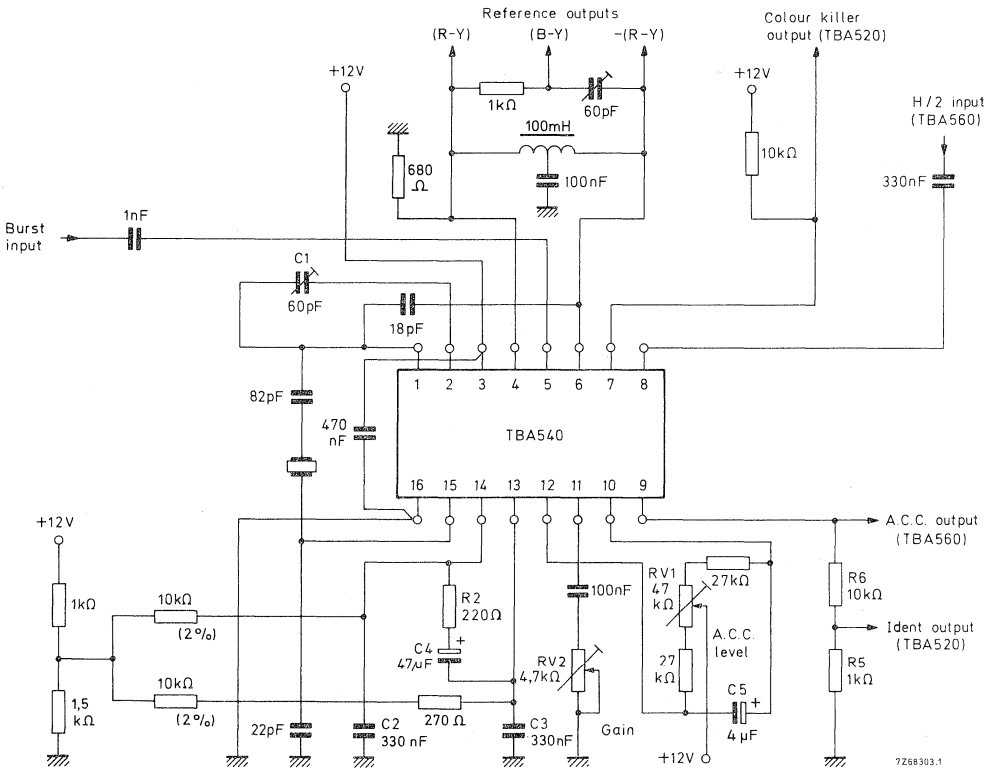 Reference outputs
(R-Y) (B-Y) -(R-Y)
Colour killer
output (TBA520)
+12V
+12V
H/2 input
(TBA560)
1kΩ
60pF
100mH
680
Ω
100nF
10kΩ
330nF
Burst
input
1nF
C1
60pF
18pF
1 2 3 4 5 6 7 8
82pF
470
nF
TBA540
16 15 14 13 12 11 10 9
+12V
A.C.C. output
(TBA560)
1kΩ
10kΩ
(2%)
R2
220Ω
100nF
RV1
47
kΩ
27kΩ
R6
10kΩ
+
C4
47μF
RV2
4,7kΩ
A.C.C.
level
Ident output
(TBA520)
27
kΩ
R5
1kΩ
1,5
kΩ
10kΩ
(2%)
270Ω
C5
+
4μF
22pF
C2
330nF
C3
330nF
Gain
+12V
7Z68303.1